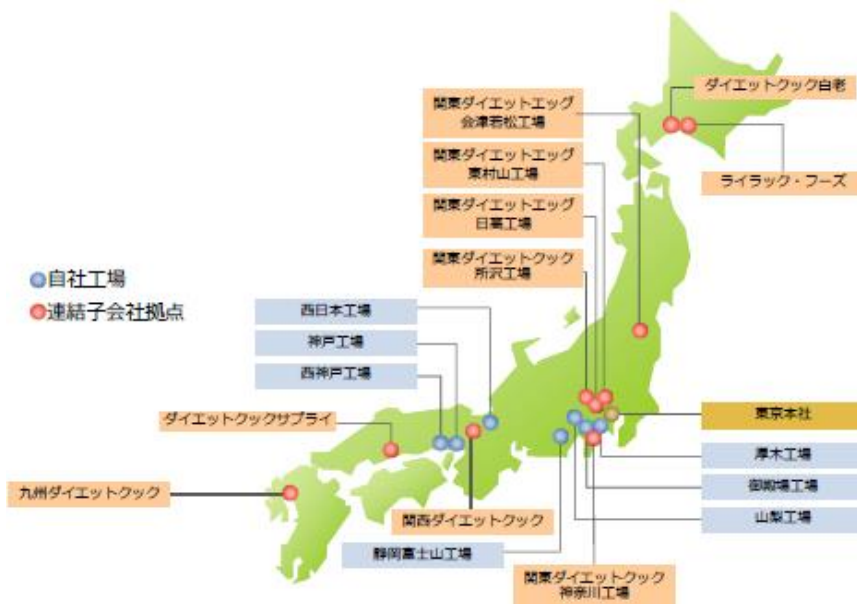 ダイエットクック白老
関東ダイエットエッグ
会津若松工場
関東ダイエットエッグ
東村山工場
ライラック・フーズ
関東ダイエットエッグ
日高工場
関東ダイエットクック
所沢工場
自社工場
連結子会社拠点
西日本工場
神戸工場
西神戸工場
ダイエットクックサプライ
東京本社
厚木工場
御殿場工場
山梨工場
九州ダイエットクック
関西ダイエットクック
静岡富士山工場
関東ダイエットクック
神奈川工場